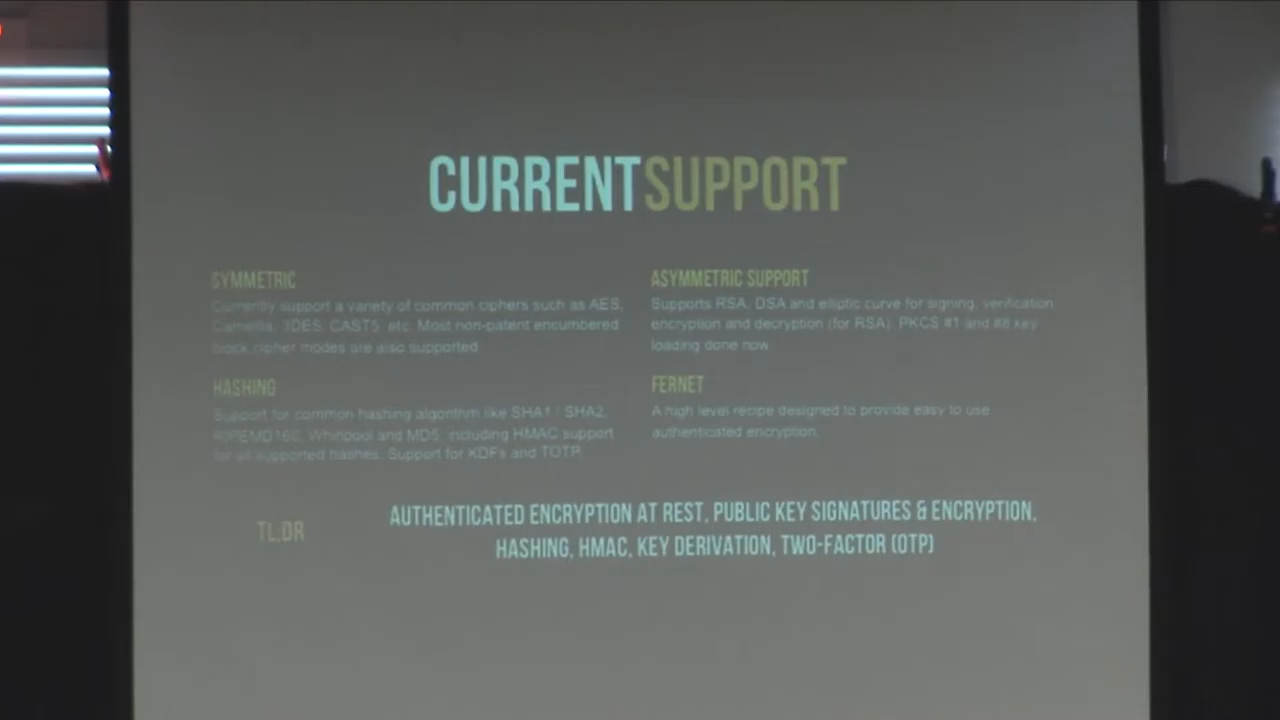 CURRENTSUPPORT
SYMMETRIC
Currently support a variety of common ciphers such as AES,
Camellia, 3DES, CAST5, etc. Most non-patent encumbered
block cipher modes are also supported.
HASHING
Support for common hashing algorithm like SHA1 / SHA2,
RIPEMD160, Whirlpool and MD5, including HMAC support
for all supported hashes. Support for KDFs and TOTP.
ASYMMETRIC SUPPORT
Supports RSA, DSA and elliptic curve for signing, verification
encryption and decryption (for RSA). PKCS #1 and #8 key
loading done now.
FERNET
A high level recipe designed to provide easy to use
authenticated encryption.
TL;DR
AUTHENTICATED ENCRYPTION AT REST, PUBLIC KEY SIGNATURES & ENCRYPTION,
HASHING, HMAC, KEY DERIVATION, TWO-FACTOR (OTP)